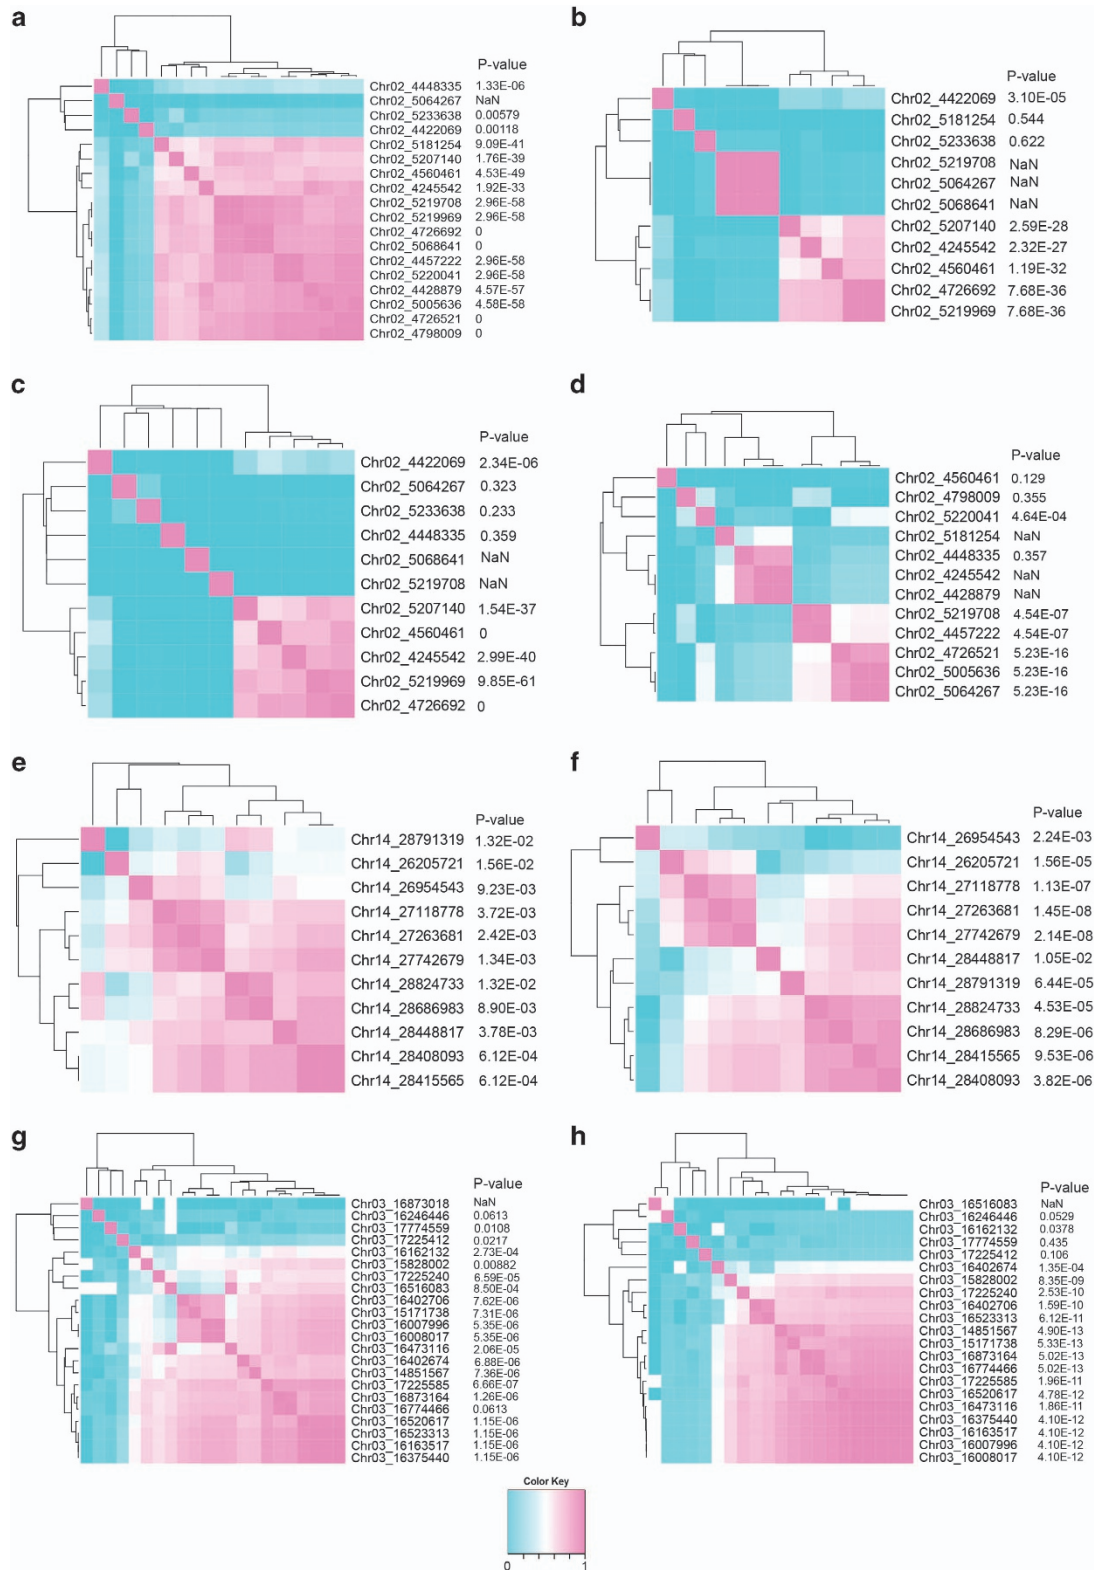 a
P-value
Chr02_4448335 1.33E-06
Chr02_5064267 NaN
Chr02_5233638 0.00579
Chr02_4422069 0.00118
Chr02_5181254 9.09E-41
Chr02_5207140 1.76E-39
Chr02_4560461 4.53E-49
Chr02_4245542 1.92E-33
Chr02_5219708 2.96E-58
Chr02_5219969 2.96E-58
Chr02_4726692 0
Chr02_5068641 0
Chr02_4457222 2.96E-58
Chr02_5220041 2.96E-58
Chr02_4428879 4.57E-57
Chr02_5005636 4.58E-58
Chr02_4726521 0
Chr02_4798009 0
b
P-value
Chr02_4422069 3.10E-05
Chr02_5181254 0.544
Chr02_5233638 0.622
Chr02_5219708 NaN
Chr02_5064267 NaN
Chr02_5068641 NaN
Chr02_5207140 2.59E-28
Chr02_4245542 2.32E-27
Chr02_4560461 1.19E-32
Chr02_4726692 7.68E-36
Chr02_5219969 7.68E-36
c
P-value
Chr02_4422069 2.34E-06
Chr02_5064267 0.323
Chr02_5233638 0.233
Chr02_4448335 0.359
Chr02_5068641 NaN
Chr02_5219708 NaN
Chr02_5207140 1.54E-37
Chr02_4560461 0
Chr02_4245542 2.99E-40
Chr02_5219969 9.85E-61
Chr02_4726692 0
d
P-value
Chr02_4560461 0.129
Chr02_4798009 0.355
Chr02_5220041 4.64E-04
Chr02_5181254 NaN
Chr02_4448335 0.357
Chr02_4245542 NaN
Chr02_4428879 NaN
Chr02_5219708 4.54E-07
Chr02_4457222 4.54E-07
Chr02_4726521 5.23E-16
Chr02_5005636 5.23E-16
Chr02_5064267 5.23E-16
e
P-value
Chr14_28791319 1.32E-02
Chr14_26205721 1.56E-02
Chr14_26954543 9.23E-03
Chr14_27118778 3.72E-03
Chr14_27263681 2.42E-03
Chr14_27742679 1.34E-03
Chr14_28824733 1.32E-02
Chr14_28686983 8.90E-03
Chr14_28448817 3.78E-03
Chr14_28408093 6.12E-04
Chr14_28415565 6.12E-04
f
P-value
Chr14_26954543 2.24E-03
Chr14_26205721 1.56E-05
Chr14_27118778 1.13E-07
Chr14_27263681 1.45E-08
Chr14_27742679 2.14E-08
Chr14_28448817 1.05E-02
Chr14_28791319 6.44E-05
Chr14_28824733 4.53E-05
Chr14_28686983 8.29E-06
Chr14_28415565 9.53E-06
Chr14_28408093 3.82E-06
g
P-value
Chr03_16873018 NaN
Chr03_16246446 0.0613
Chr03_17774559 0.0108
Chr03_17225412 0.0217
Chr03_16162132 2.73E-04
Chr03_15828002 0.00882
Chr03_17225240 6.59E-05
Chr03_16516083 8.50E-04
Chr03_16402706 7.62E-06
Chr03_15171738 7.31E-06
Chr03_16007996 5.35E-06
Chr03_16008017 5.35E-06
Chr03_16473116 2.06E-05
Chr03_16402674 6.88E-06
Chr03_14851567 7.36E-06
Chr03_17225585 6.66E-07
Chr03_16873164 1.26E-06
Chr03_16774466 0.0613
Chr03_16520617 1.15E-06
Chr03_16523313 1.15E-06
Chr03_16163517 1.15E-06
Chr03_16375440 1.15E-06
h
P-value
Chr03_16516083 NaN
Chr03_16246446 0.0529
Chr03_16162132 0.0378
Chr03_17774559 0.435
Chr03_17225412 0.106
Chr03_16402674 1.35E-04
Chr03_15828002 8.35E-09
Chr03_17225240 2.53E-10
Chr03_16402706 1.59E-10
Chr03_16523313 6.12E-11
Chr03_14851567 4.90E-13
Chr03_15171738 5.33E-13
Chr03_16873164 5.02E-13
Chr03_16774466 5.02E-13
Chr03_17225585 1.96E-11
Chr03_16520617 4.78E-12
Chr03_16473116 1.86E-11
Chr03_16375440 4.10E-12
Chr03_16163517 4.10E-12
Chr03_16007996 4.10E-12
Chr03_16008017 4.10E-12
Color Key
0 1